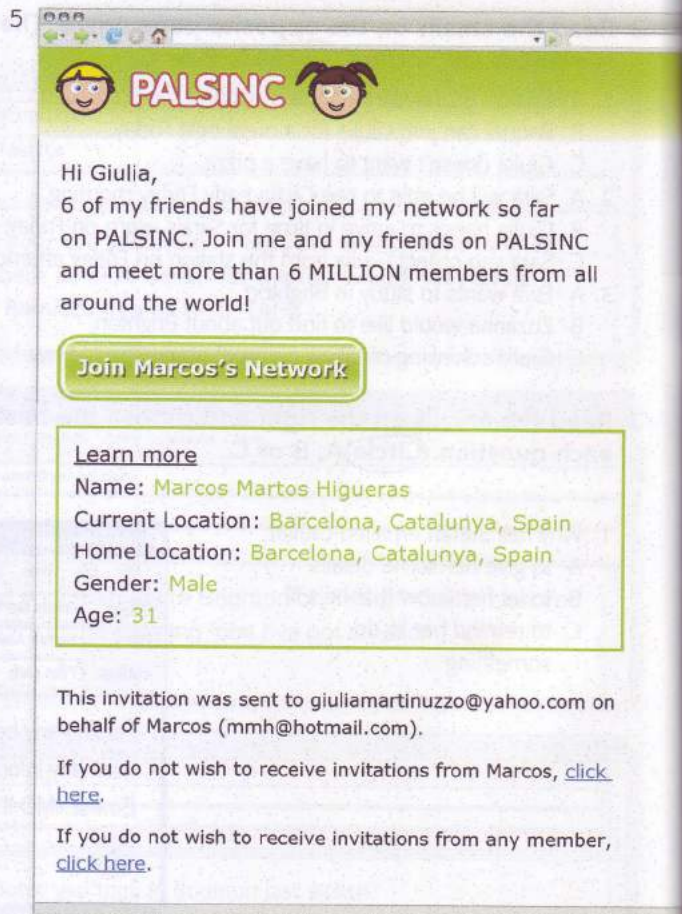 5
PALSINC
Hi Giulia,
6 of my friends have joined my network so far
on PALSINC. Join me and my friends on PALSINC
and meet more than 6 MILLION members from all
around the world!
Join Marcos's Network
Learn more
Name: Marcos Martos Higueras
Current Location: Barcelona, Catalunya, Spain
Home Location: Barcelona, Catalunya, Spain
Gender: Male
Age: 31
This invitation was sent to giuliamartinuzzo@yahoo.com on
behalf of Marcos (mmh@hotmail.com).
If you do not wish to receive invitations from Marcos, click
here.
If you do not wish to receive invitations from any member,
click here.